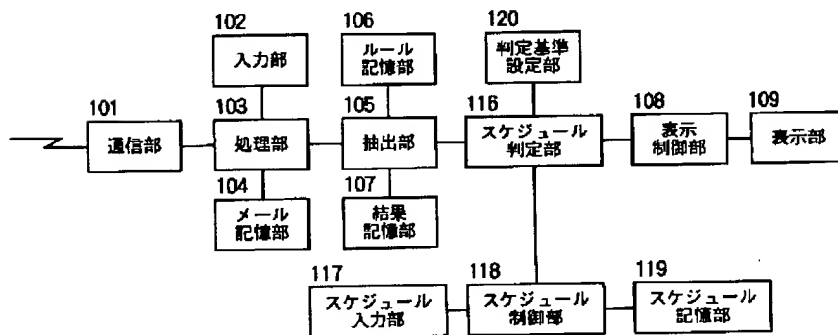 102
入力部
106
ルール
記憶部
120
判定基準
設定部
101
通信部
103
処理部
105
抽出部
116
スケジュール
判定部
108
表示
制御部
109
表示部
104
メール
記憶部
107
結果
記憶部
117
スケジュール
入力部
118
スケジュール
制御部
119
スケジュール
記憶部